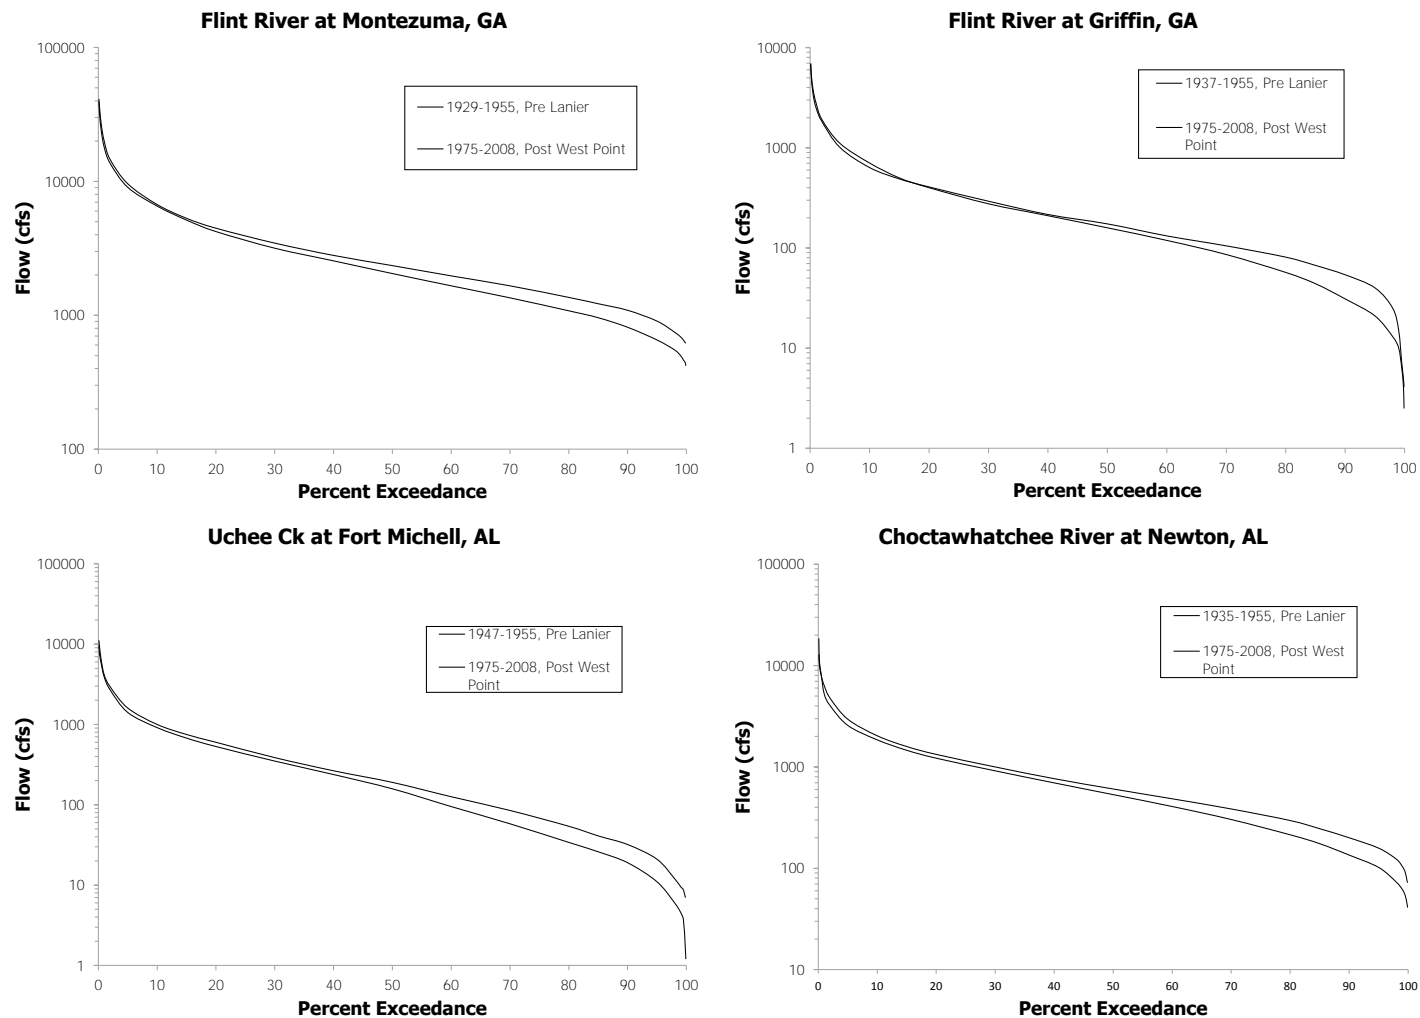 Flint River at Montezuma, GA
100000
10000
1000
100
Flow (cfs)
1929-1955, Pre Lanier
1975-2008, Post West Point
0 10 20 30 40 50 60 70 80 90 100
Percent Exceedance
Flint River at Griffin, GA
10000
1000
100
10
1
Flow (cfs)
1937-1955, Pre Lanier
1975-2008, Post West
Point
0 10 20 30 40 50 60 70 80 90 100
Percent Exceedance
Uchee Ck at Fort Michell, AL
100000
10000
1000
100
10
1
Flow (cfs)
1947-1955, Pre Lanier
1975-2008, Post West
Point
0 10 20 30 40 50 60 70 80 90 100
Percent Exceedance
Choctawhatchee River at Newton, AL
100000
10000
1000
100
10
Flow (cfs)
1935-1955, Pre Lanier
1975-2008, Post West
Point
0 10 20 30 40 50 60 70 80 90 100
Percent Exceedance